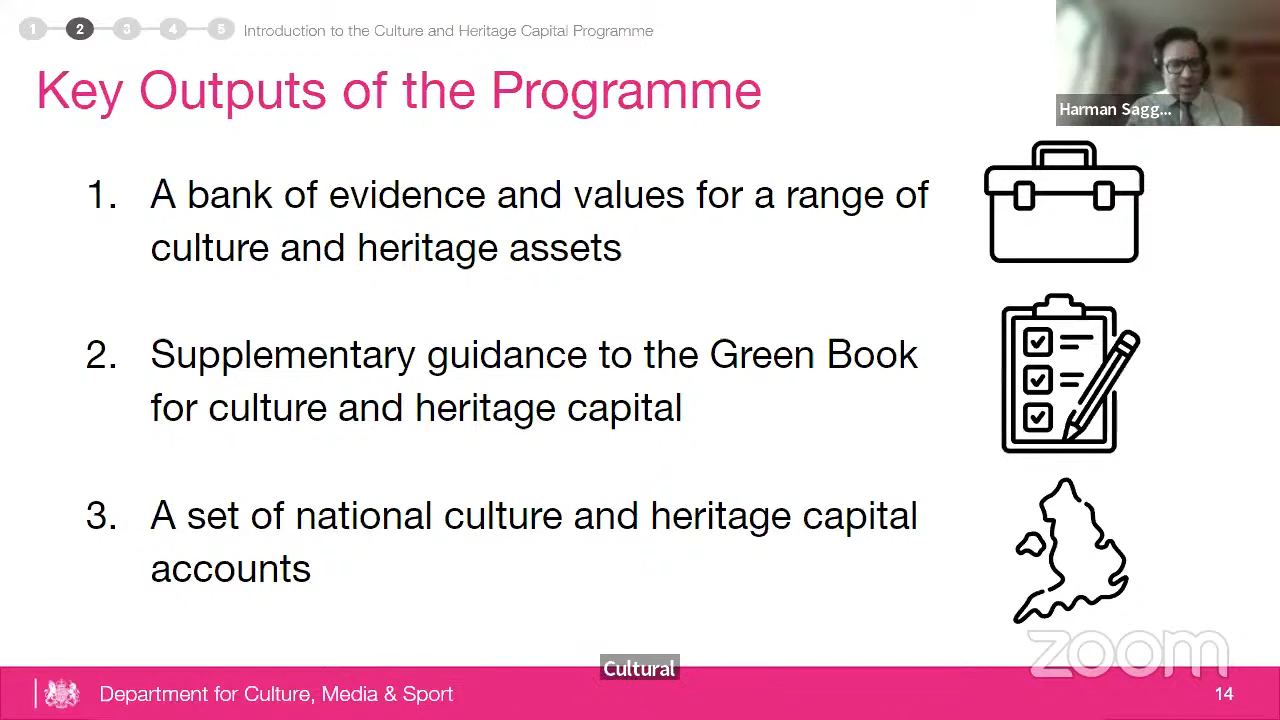 1 2 3 4 5 Introduction to the Culture and Heritage Capital Programme
Key Outputs of the Programme
Harman Sagg...
1. A bank of evidence and values for a range of
culture and heritage assets
2. Supplementary guidance to the Green Book
for culture and heritage capital
3. A set of national culture and heritage capital
accounts
zoom
Cultural
Department for Culture, Media & Sport
14